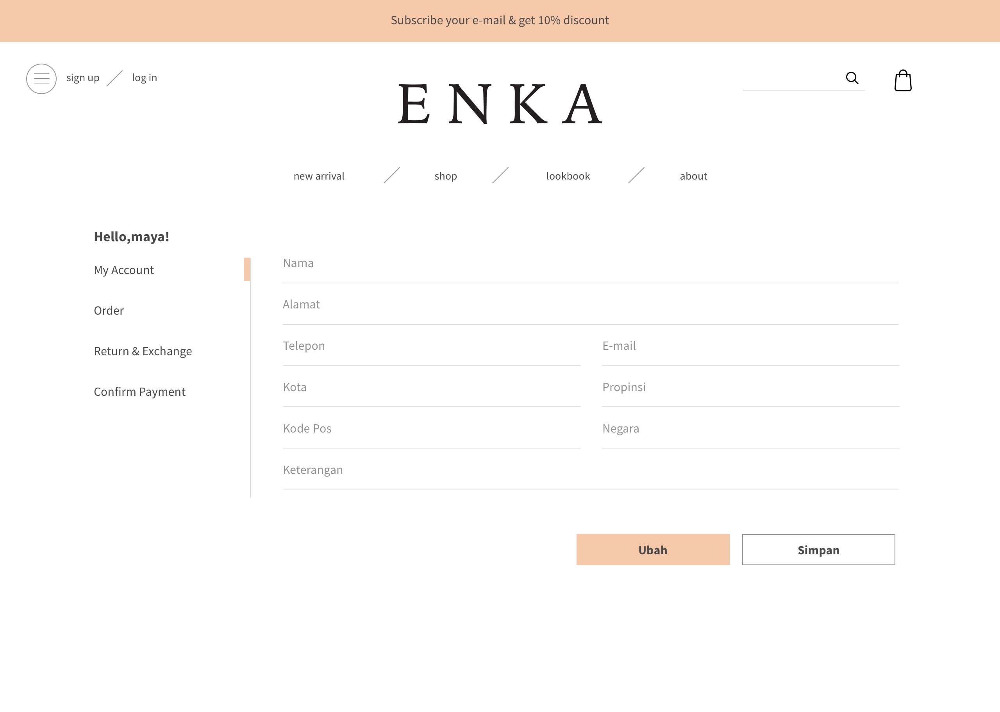 Subscribe your e-mail & get 10% discount
sign up / log in
ENKA
new arrival / shop / lookbook / about
Hello,maya!
My Account
Order
Return & Exchange
Confirm Payment
Nama
Alamat
Telepon
E-mail
Kota
Propinsi
Kode Pos
Negara
Keterangan
Ubah
Simpan